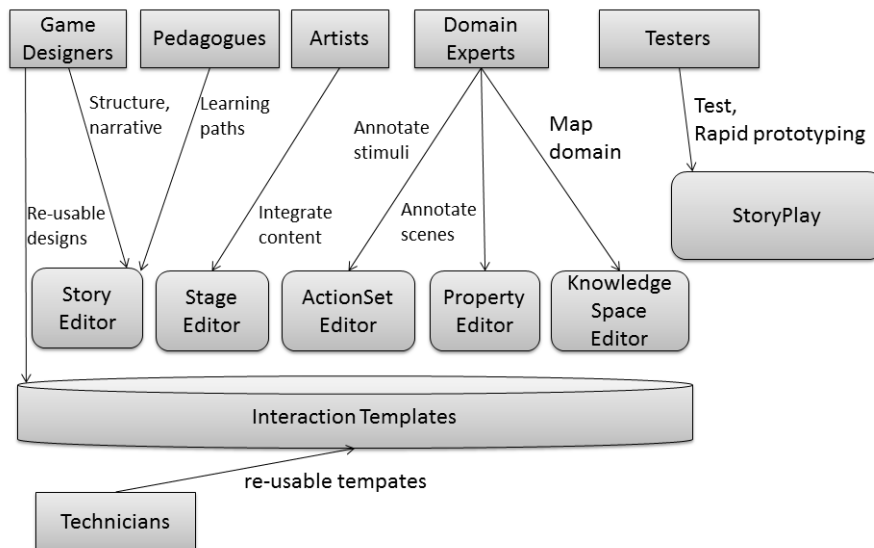 Game
Designers
Pedagogues
Artists
Domain
Experts
Testers
Structure,
narrative
Learning
paths
Annotate
stimuli
Map
domain
Test,
Rapid prototyping
Re-usable
designs
Integrate
content
Annotate
scenes
StoryPlay
Story
Editor
Stage
Editor
ActionSet
Editor
Property
Editor
Knowledge
Space
Editor
Interaction Templates
re-usable tempates
Technicians